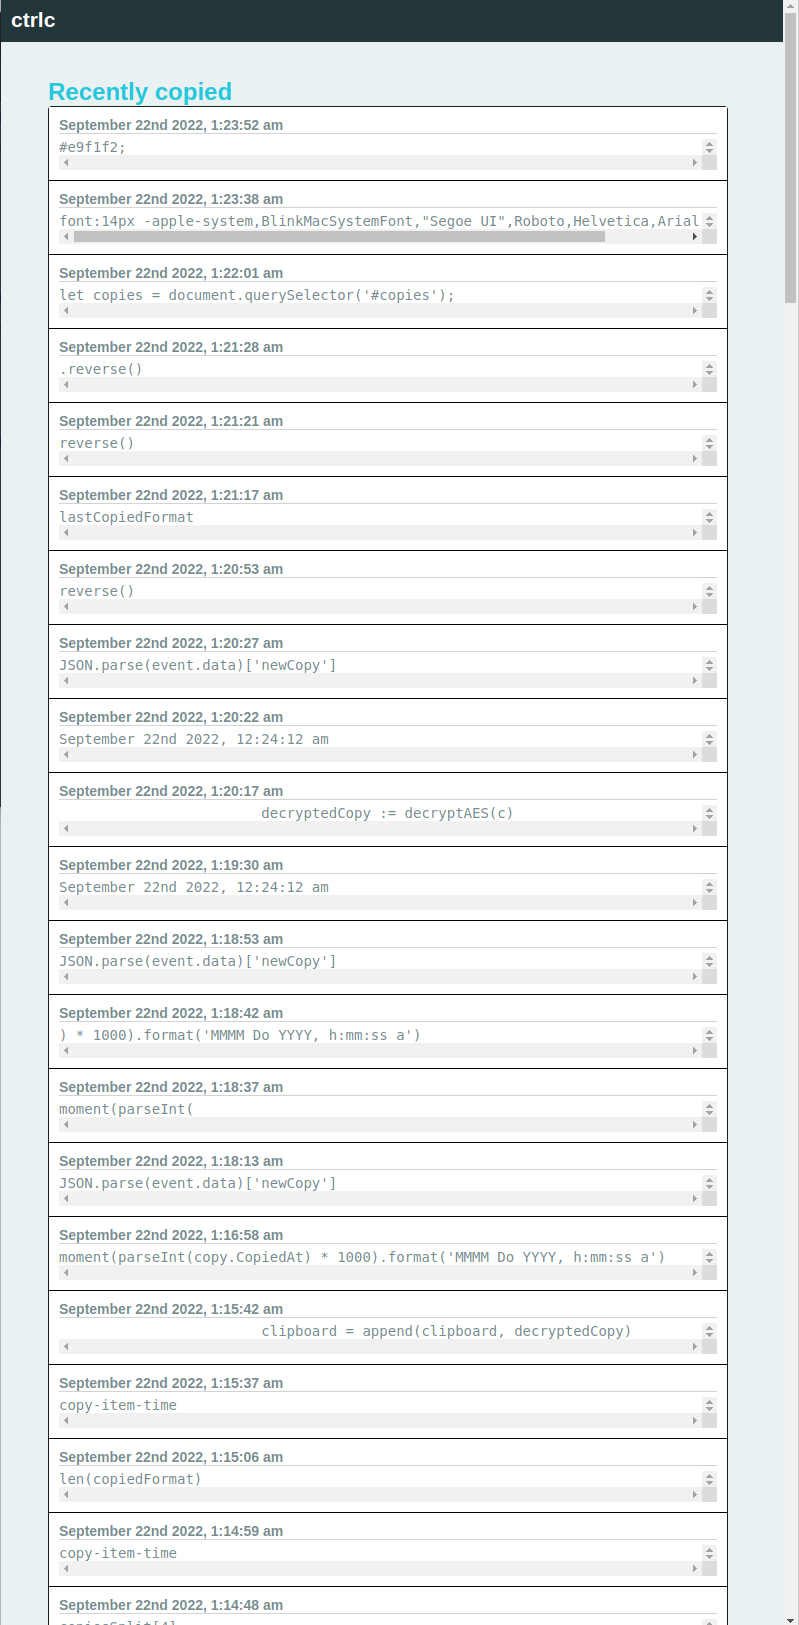 ctrlc
Recently copied
September 22nd 2022, 1:23:52 am
#e9f1f2;
September 22nd 2022, 1:23:38 am
font:14px -apple-system,BlinkMacSystemFont,"Segoe UI",Roboto,Helvetica,Arial
September 22nd 2022, 1:22:01 am
let copies = document.querySelector('#copies');
September 22nd 2022, 1:21:28 am
.reverse()
September 22nd 2022, 1:21:21 am
reverse()
September 22nd 2022, 1:21:17 am
lastCopiedFormat
September 22nd 2022, 1:20:53 am
reverse()
September 22nd 2022, 1:20:27 am
JSON.parse(event.data)['newCopy']
September 22nd 2022, 1:20:22 am
September 22nd 2022, 12:24:12 am
September 22nd 2022, 1:20:17 am
decryptedCopy := decryptAES(c)
September 22nd 2022, 1:19:30 am
September 22nd 2022, 12:24:12 am
September 22nd 2022, 1:18:53 am
JSON.parse(event.data)['newCopy']
September 22nd 2022, 1:18:42 am
) * 1000).format('MMMM Do YYYY, h:mm:ss a')
September 22nd 2022, 1:18:37 am
moment(parseInt(
September 22nd 2022, 1:18:13 am
JSON.parse(event.data)['newCopy']
September 22nd 2022, 1:16:58 am
moment(parseInt(copy.CopiedAt) * 1000).format('MMMM Do YYYY, h:mm:ss a')
September 22nd 2022, 1:15:42 am
clipboard = append(clipboard, decryptedCopy)
September 22nd 2022, 1:15:37 am
copy-item-time
September 22nd 2022, 1:15:06 am
len(copiedFormat)
September 22nd 2022, 1:14:59 am
copy-item-time
September 22nd 2022, 1:14:48 am